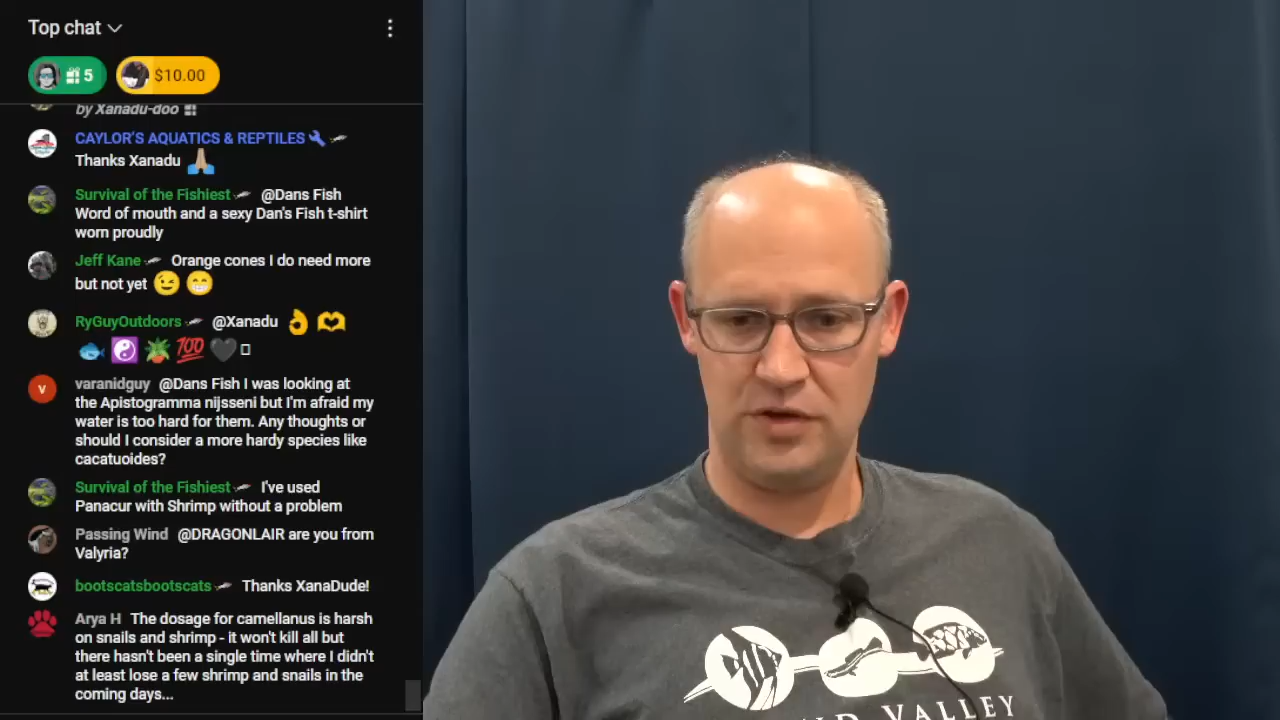 Top chat
5
$10.00
by Xanadu-doo
CAYLOR'S AQUATICS & REPTILES
Thanks Xanadu 🙏🏼
Survival of the Fishiest @Dans Fish
Word of mouth and a sexy Dan's Fish t-shirt
worn proudly
Jeff Kane Orange cones I do need more
but not yet 😉 😁
RyGuyOutdoors @Xanadu 👌 🫶
🐟 ☯️ 🪴 💯 🖤
varanidguy @Dans Fish I was looking at
the Apistogramma nijsseni but I'm afraid my
water is too hard for them. Any thoughts or
should I consider a more hardy species like
cacatuoides?
V
Survival of the Fishiest I've used
Panacur with Shrimp without a problem
Passing Wind @DRAGONLAIR are you from
Valyria?
bootscatsbootscats Thanks XanaDude!
Arya H The dosage for camellanus is harsh
on snails and shrimp - it won't kill all but
there hasn't been a single time where I didn't
at least lose a few shrimp and snails in the
coming days...
VALLEY